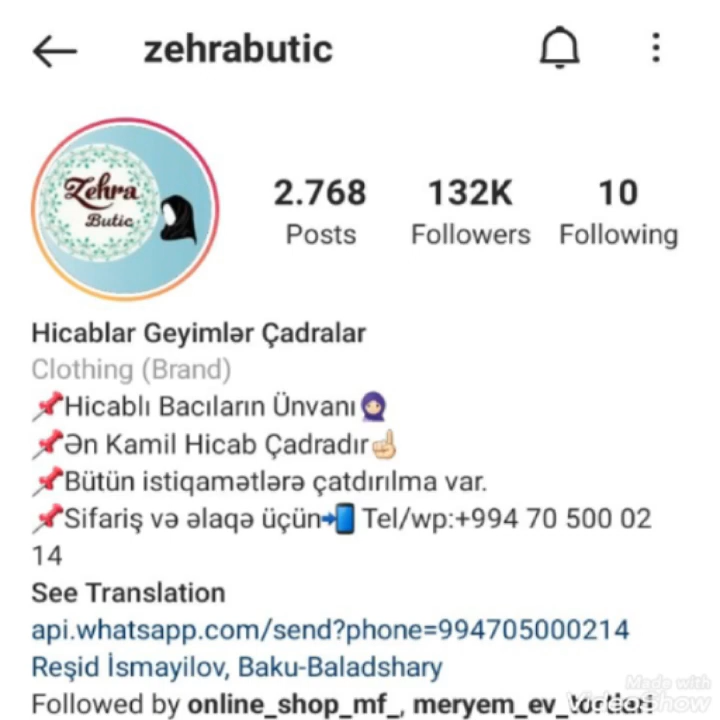 zehrabutic
Zehra
Butic
2.768 132K 10
Posts Followers Following
Hicablar Geyimlər Çadralar
Clothing (Brand)
📌Hicablı Bacıların Ünvanı🧕
📌Ən Kamil Hicab Çadradır☝🏻
📌Bütün istiqamətlərə çatdırılma var.
📌Sifariş və əlaqə üçün📲 Tel/wp:+994 70 500 02
14
See Translation
api.whatsapp.com/send?phone=994705000214
Reşid İsmayilov, Baku-Baladshary
Followed by online_shop_mf_, meryem_ev_
Made with
VideoShow